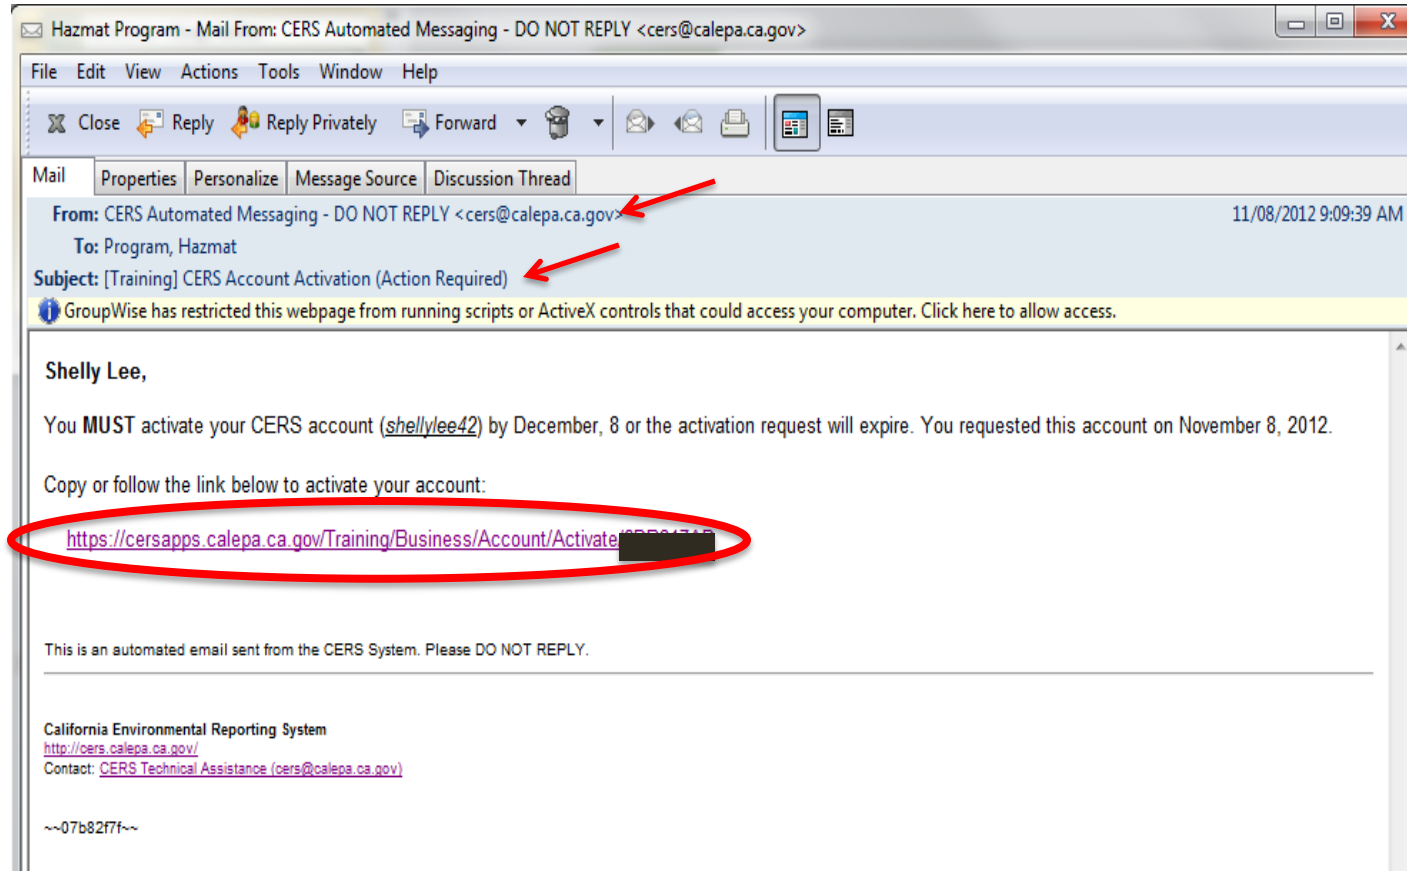 Hazmat Program - Mail From: CERS Automated Messaging - DO NOT REPLY <cers@calepa.ca.gov>
File Edit View Actions Tools Window Help
Close Reply Reply Privately Forward
Mail Properties Personalize Message Source Discussion Thread
From: CERS Automated Messaging - DO NOT REPLY <cers@calepa.ca.gov> 11/08/2012 9:09:39 AM
To: Program, Hazmat
Subject: [Training] CERS Account Activation (Action Required)
GroupWise has restricted this webpage from running scripts or ActiveX controls that could access your computer. Click here to allow access.
Shelly Lee,
You MUST activate your CERS account (shellylee42) by December, 8 or the activation request will expire. You requested this account on November 8, 2012.
Copy or follow the link below to activate your account:
https://cersapps.calepa.ca.gov/Training/Business/Account/Activate/
This is an automated email sent from the CERS System. Please DO NOT REPLY.
California Environmental Reporting System
http://cers.calepa.ca.gov/
Contact: CERS Technical Assistance (cers@calepa.ca.gov)
~~07b82f7f~~